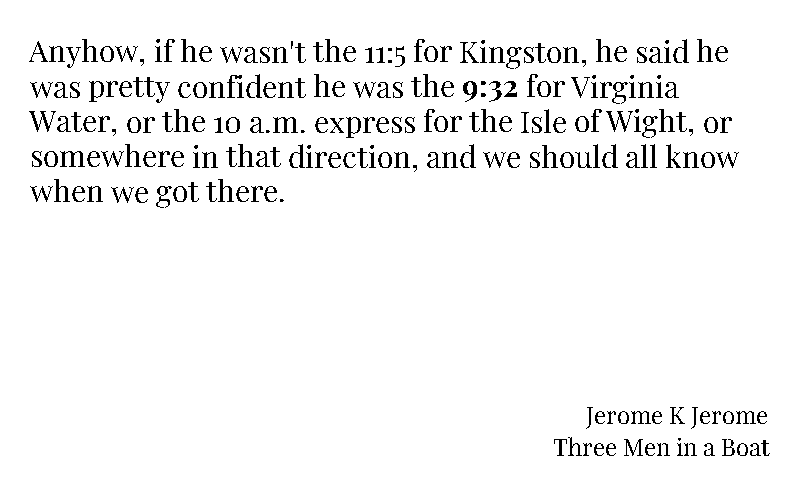 Anyhow, if he wasn't the 11:5 for Kingston, he said he
was pretty confident he was the 9:32 for Virginia
Water, or the 10 a.m. express for the Isle of Wight, or
somewhere in that direction, and we should all know
when we got there.
Jerome K Jerome
Three Men in a Boat